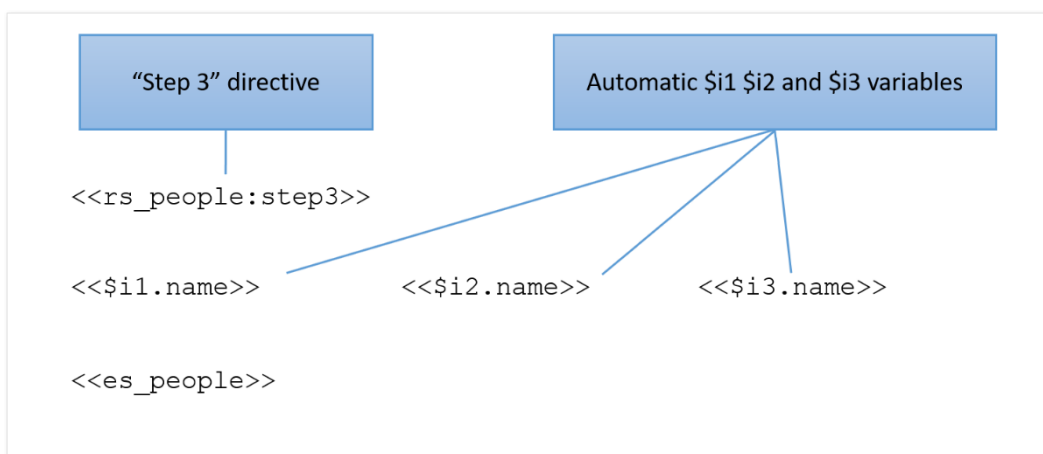 “Step 3” directive
Automatic $i1 $i2 and $i3 variables
<<rs_people:step3>>
<<$i1.name>> <<$i2.name>> <<$i3.name>>
<<es_people>>